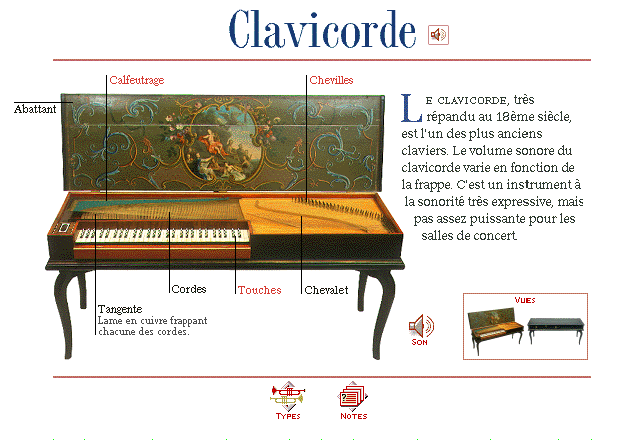 Clavicorde
Calfeutrage
Chevilles
Abattant
LE CLAVICORDE, très
répandu au 18ème siècle,
est l'un des plus anciens
claviers. Le volume sonore du
clavicorde varie en fonction de
la frappe. C'est un instrument à
la sonorité très expressive, mais
pas assez puissante pour les
salles de concert.
Cordes
Touches
Chevalet
Tangente
Lame en cuivre frappant
chacune des cordes.
VUES
SON
TYPES
NOTES